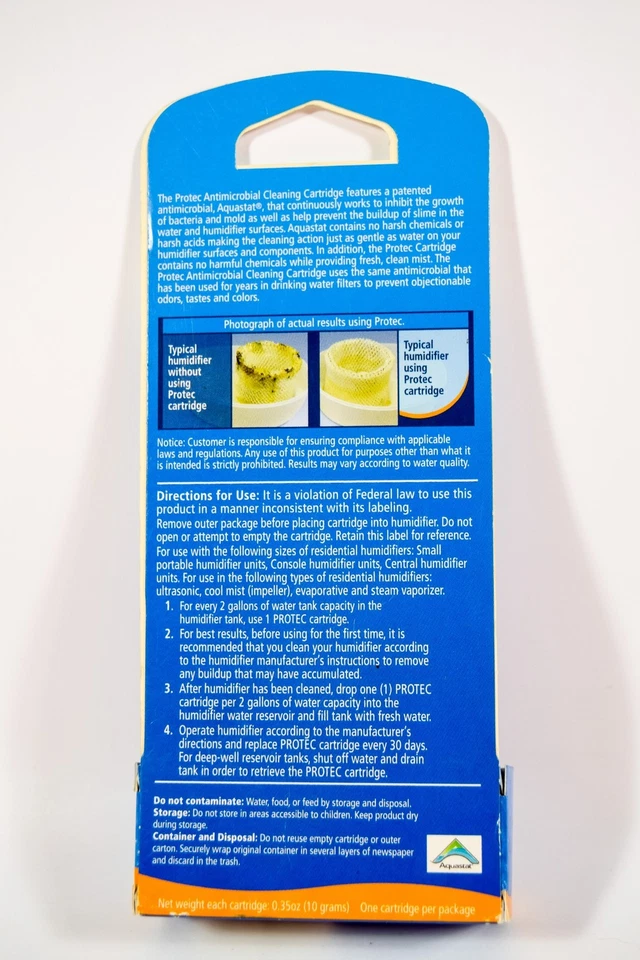 The Protec Antimicrobial Cleaning Cartridge features a patented
antimicrobial, Aquastat®, that continuously works to inhibit the growth
of bacteria and mold as well as help prevent the buildup of slime in the
water and humidifier surfaces. Aquastat contains no harsh chemicals or
harsh acids making the cleaning action just as gentle as water on your
humidifier surfaces and components. In addition, the Protec Cartridge
contains no harmful chemicals while providing fresh, clean mist. The
Protec Antimicrobial Cleaning Cartridge uses the same antimicrobial that
has been used for years in drinking water filters to prevent objectionable
odors, tastes and colors.
Photograph of actual results using Protec.
Typical
humidifier
without
using
Protec
cartridge
Typical
humidifier
using
Protec
cartridge
Notice: Customer is responsible for ensuring compliance with applicable
laws and regulations. Any use of this product for purposes other than what it
is intended is strictly prohibited. Results may vary according to water quality.
Directions for Use: It is a violation of Federal law to use this
product in a manner inconsistent with its labeling.
Remove outer package before placing cartridge into humidifier. Do not
open or attempt to empty the cartridge. Retain this label for reference.
For use with the following sizes of residential humidifiers: Small
portable humidifier units, Console humidifier units, Central humidifier
units. For use in the following types of residential humidifiers:
ultrasonic, cool mist (impeller), evaporative and steam vaporizer.
1. For every 2 gallons of water tank capacity in the
humidifier tank, use 1 PROTEC cartridge.
2. For best results, before using for the first time, it is
recommended that you clean your humidifier according
to the humidifier manufacturer's instructions to remove
any buildup that may have accumulated.
3. After humidifier has been cleaned, drop one (1) PROTEC
cartridge per 2 gallons of water capacity into the
humidifier water reservoir and fill tank with fresh water.
4. Operate humidifier according to the manufacturer's
directions and replace PROTEC cartridge every 30 days.
For deep-well reservoir tanks, shut off water and drain
tank in order to retrieve the PROTEC cartridge.
Do not contaminate: Water, food, or feed by storage and disposal.
Storage: Do not store in areas accessible to children. Keep product dry
during storage.
Container and Disposal: Do not reuse empty cartridge or outer
carton. Securely wrap original container in several layers of newspaper
and discard in the trash.
Aquastat
Net weight each cartridge: 0.35oz (10 grams) One cartridge per package